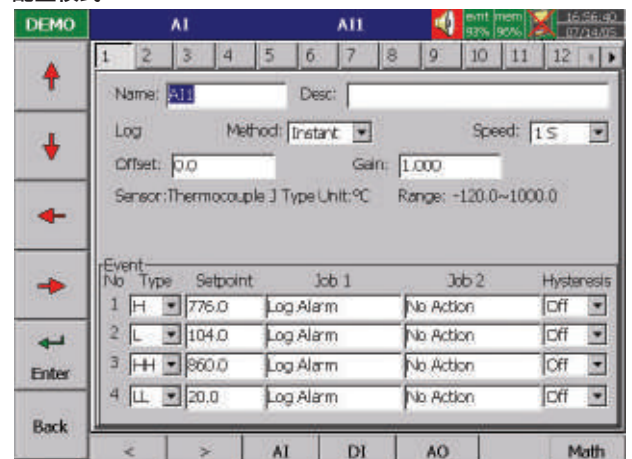 DEMO AI AI1 evnt mem 16:56:40
93% 96% 07/14/05
1 2 3 4 5 6 7 8 9 10 11 12
Name: AI1 Desc:
Log Method: Instant Speed: 1 S
Offset: 0.0 Gain: 1.000
Sensor:Thermocouple J Type Unit:ºC Range: -120.0~1000.0
Event
No Type Setpoint Job 1 Job 2 Hysteresis
1 H 776.0 Log Alarm No Action Off
2 L 104.0 Log Alarm No Action Off
3 HH 860.0 Log Alarm No Action Off
4 LL 20.0 Log Alarm No Action Off
Enter
Back
< > AI DI AO Math